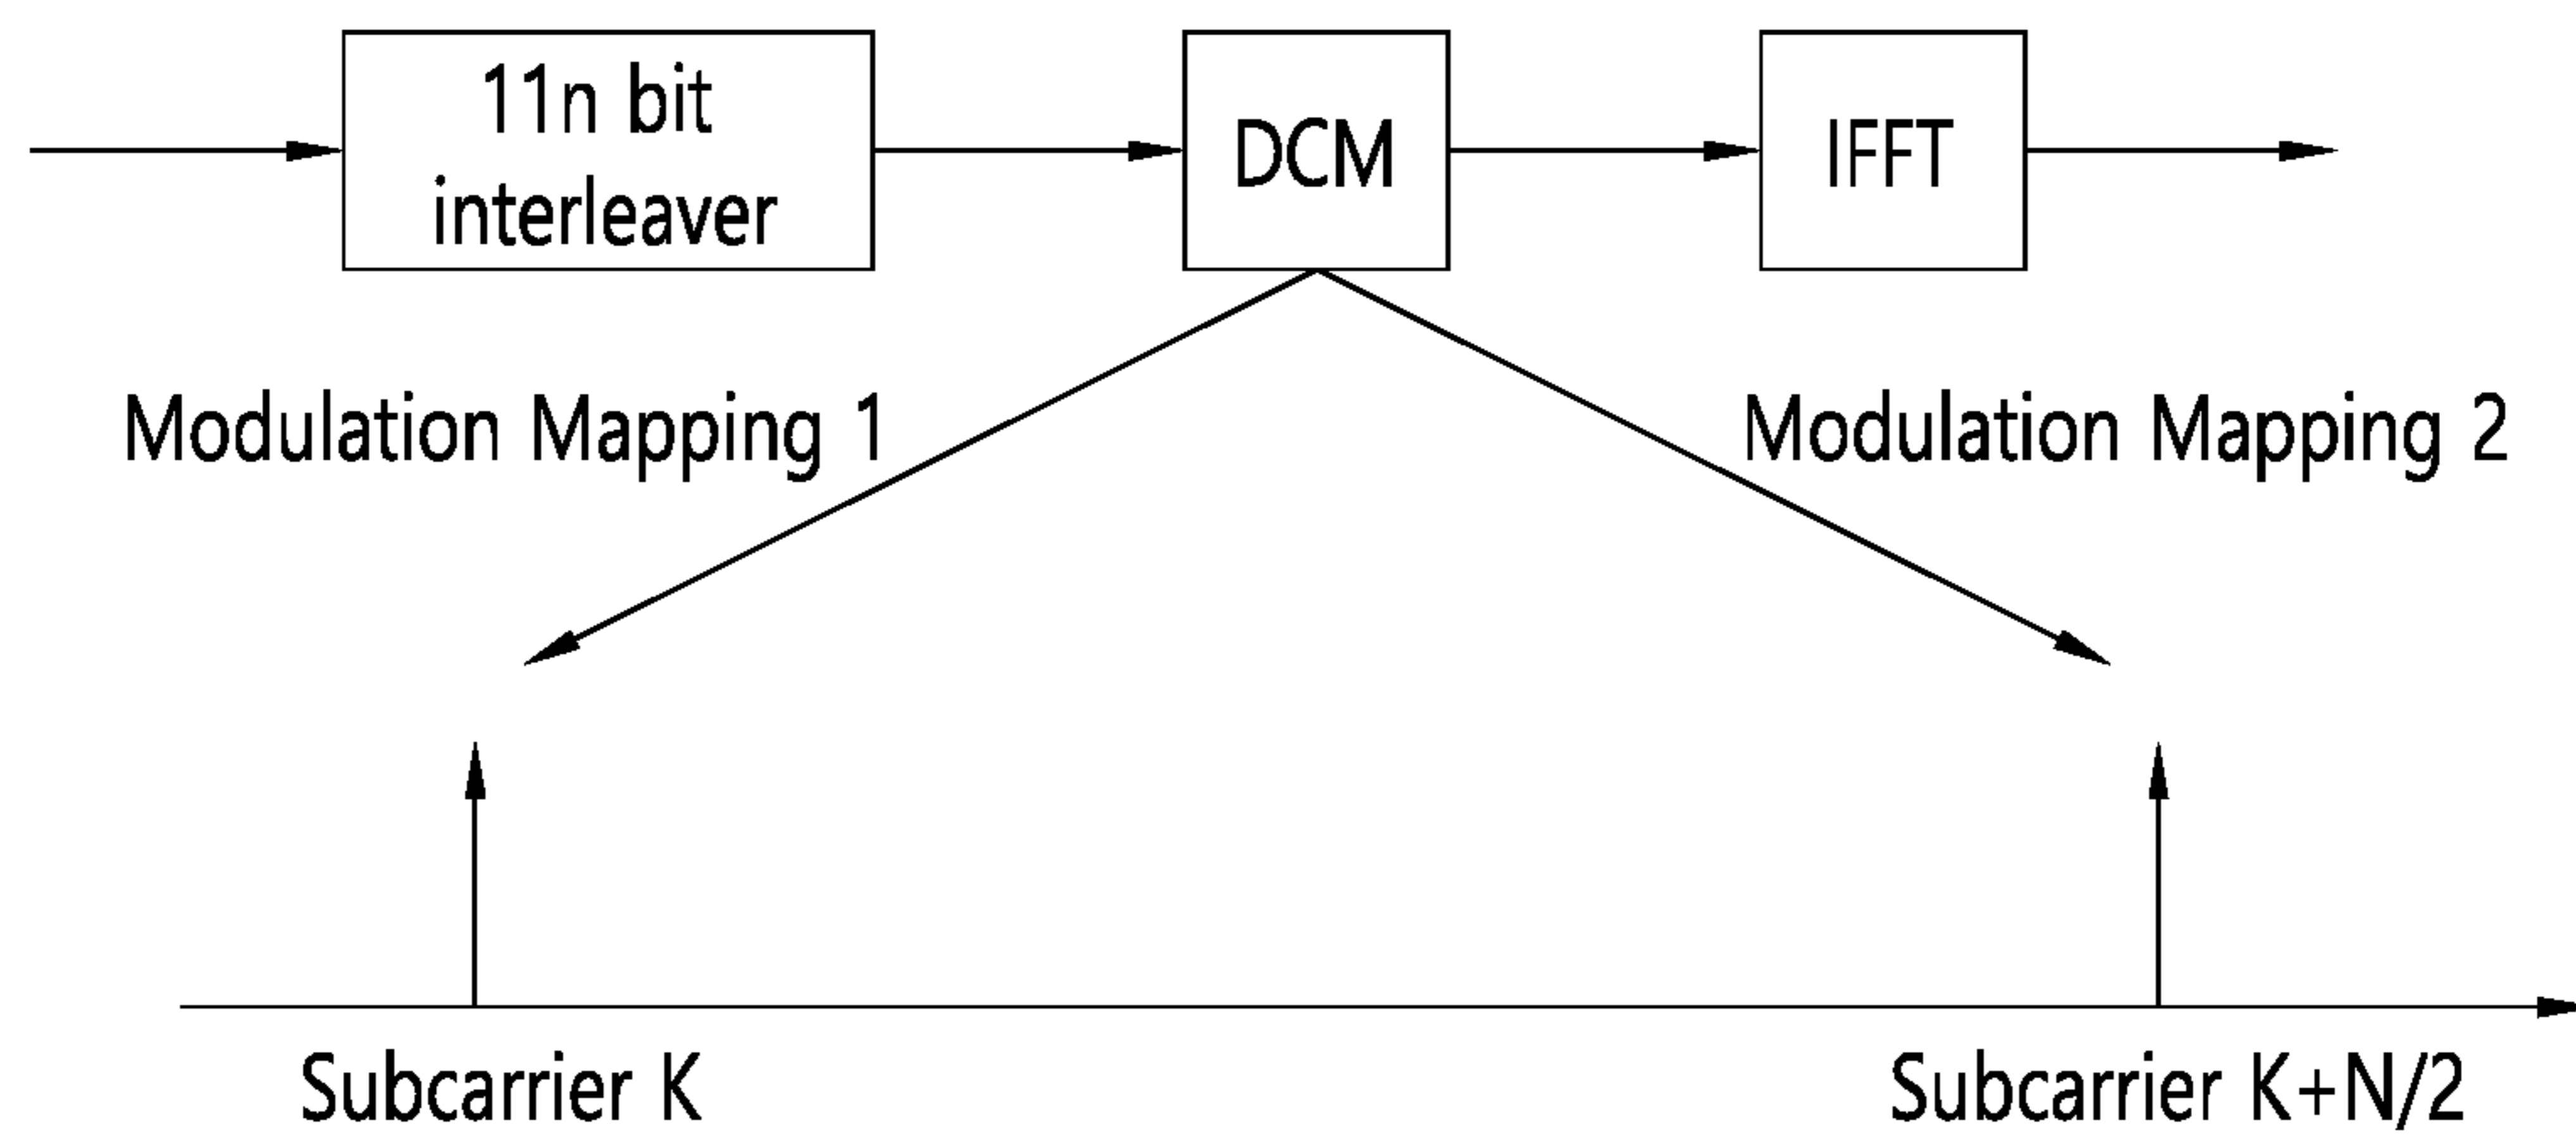 11n bit
interleaver
DCM
IFFT
Modulation Mapping 1
Modulation Mapping 2
Subcarrier K
Subcarrier K+N/2